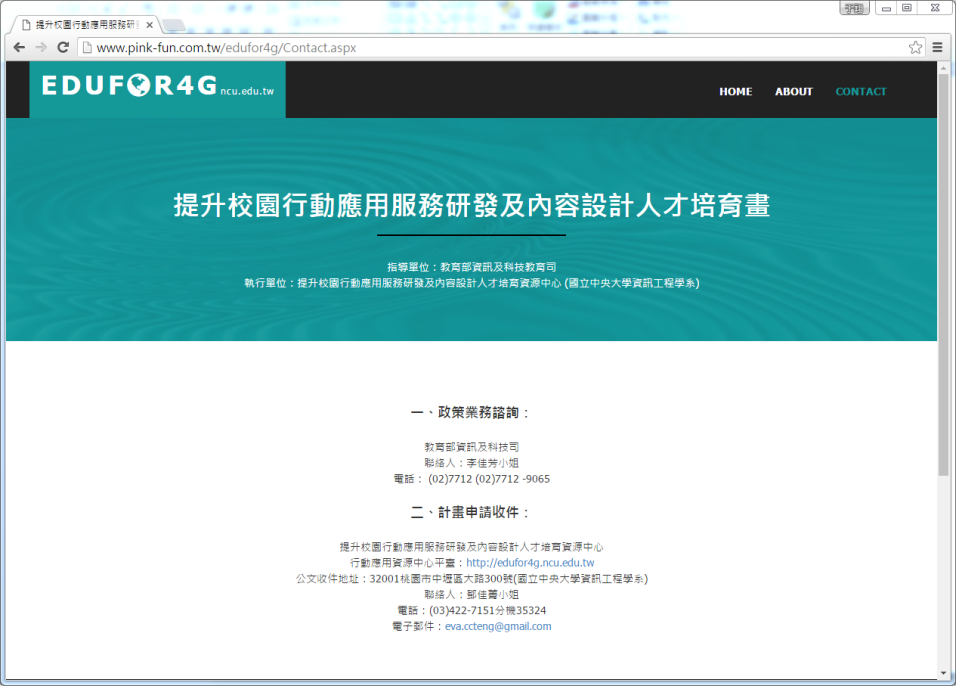 提升校園行動應用服務研
www.pink-fun.com.tw/edufor4g/Contact.aspx
EDUFOR4G ncu.edu.tw
HOME ABOUT CONTACT
提升校園行動應用服務研發及內容設計人才培育畫
指導單位：教育部資訊及科技教育司
執行單位：提升校園行動應用服務研發及內容設計人才培育資源中心 (國立中央大學資訊工程學系)
一、政策業務諮詢：
教育部資訊及科技司
聯絡人：李佳芳小姐
電話： (02)7712 (02)7712 -9065
二、計畫申請收件：
提升校園行動應用服務研發及內容設計人才培育資源中心
行動應用資源中心平臺：http://edufor4g.ncu.edu.tw
公文收件地址：32001桃園市中壢區大路300號(國立中央大學資訊工程學系)
聯絡人：鄧佳菁小姐
電話：(03)422-7151分機35324
電子郵件：eva.ccteng@gmail.com